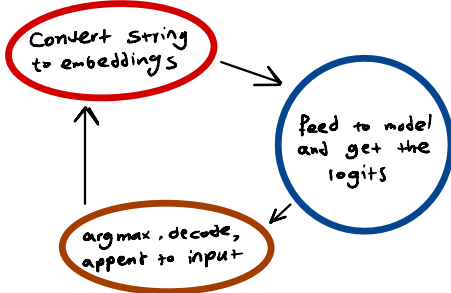 Convert string
to embeddings
feed to model
and get the
logits
argmax, decode,
appent to input